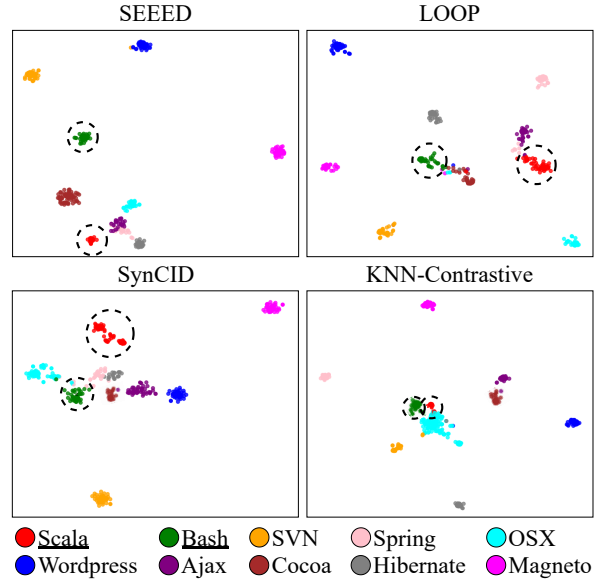 SEEED LOOP
SynCID KNN-Contrastive
Scala Bash SVN Spring OSX
Wordpress Ajax Cocoa Hibernate Magneto